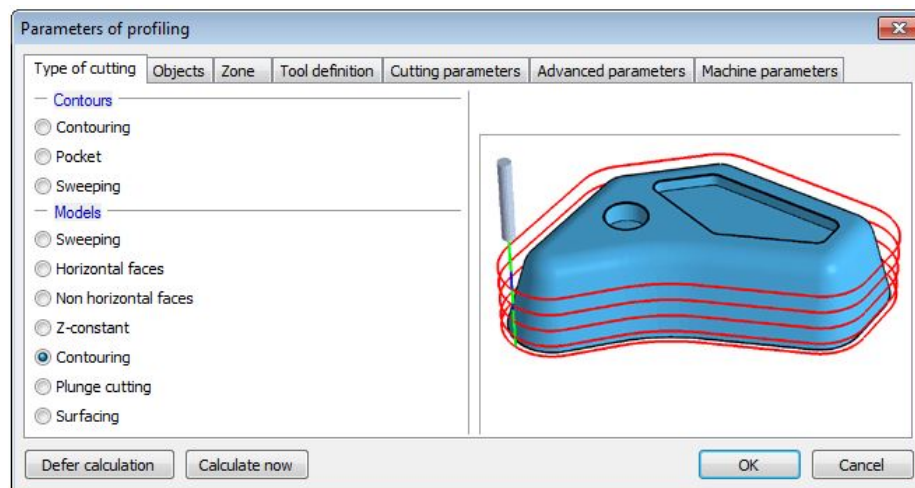 Parameters of profiling
Type of cutting Objects Zone Tool definition Cutting parameters Advanced parameters Machine parameters
Contours
Contouring
Pocket
Sweeping
Models
Sweeping
Horizontal faces
Non horizontal faces
Z-constant
Contouring
Plunge cutting
Surfacing
Defer calculation Calculate now OK Cancel